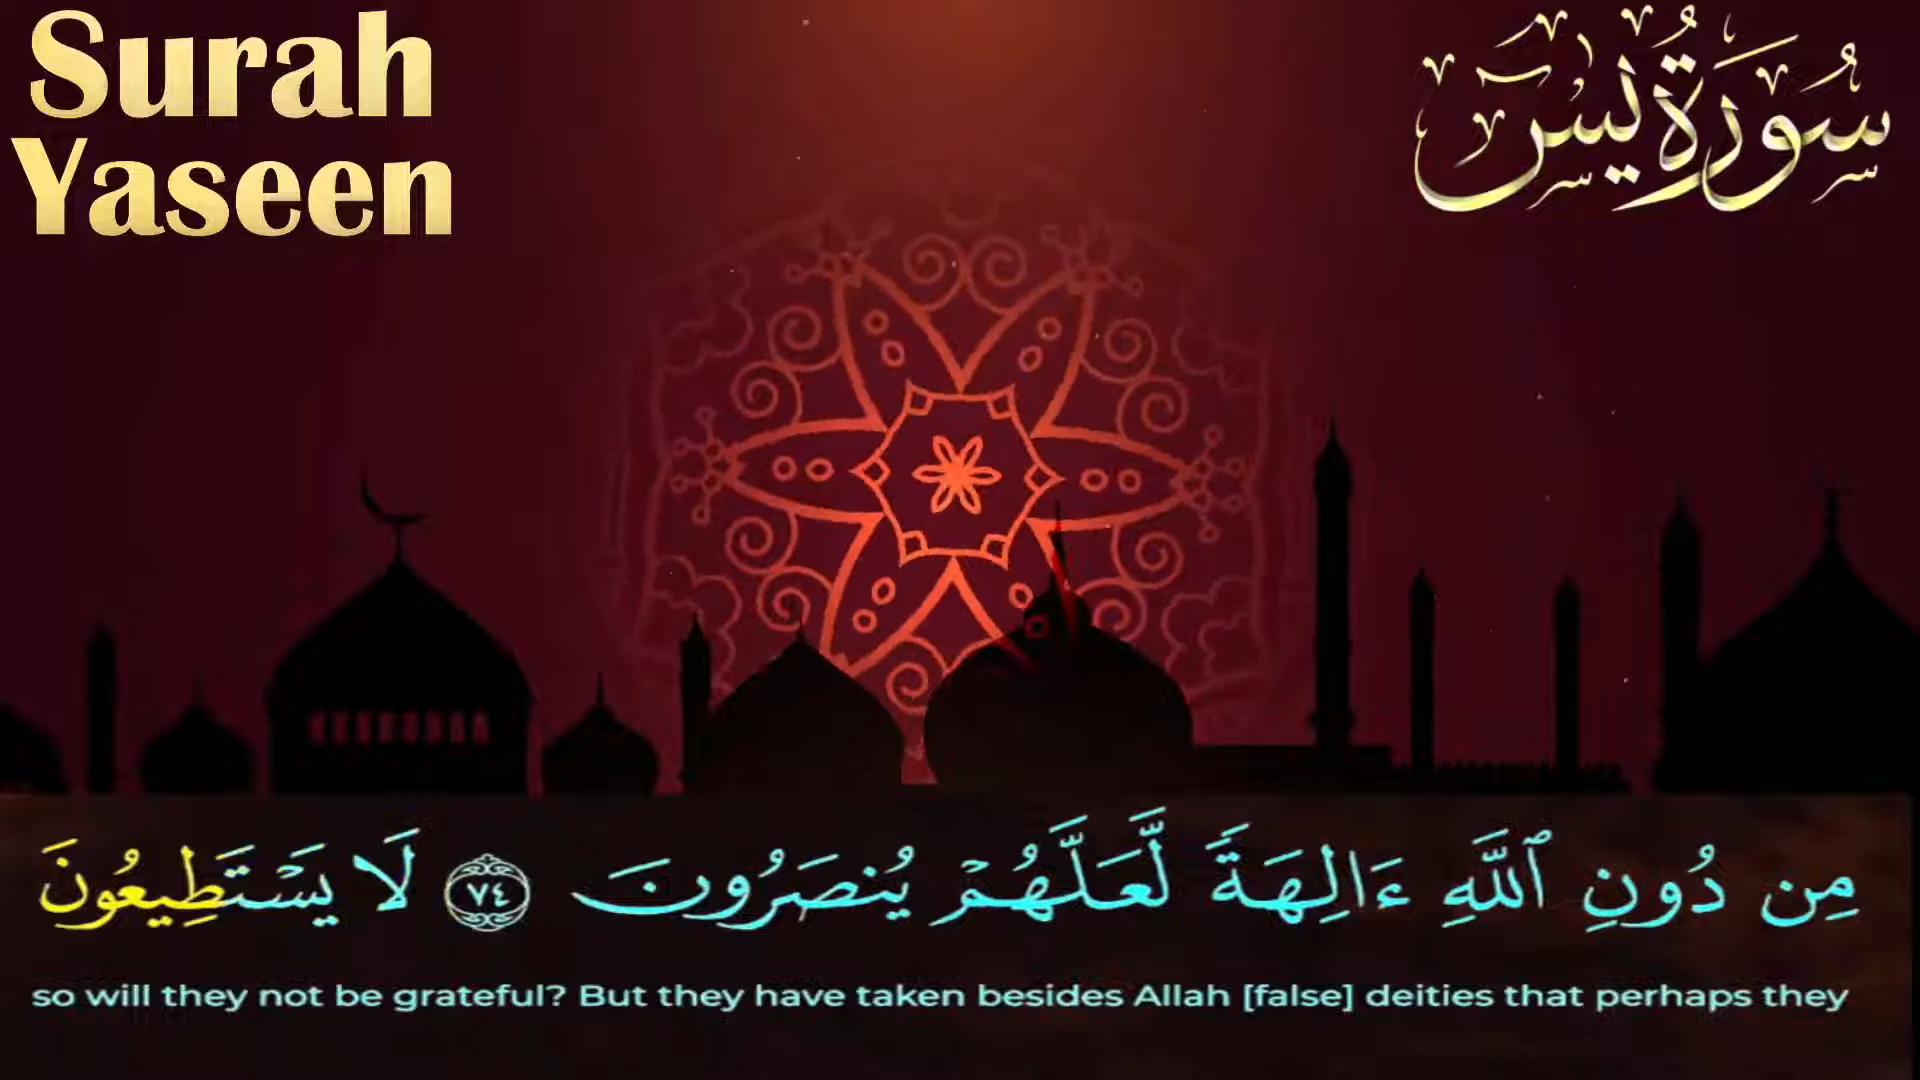 Surah
Yaseen
سُورَةُ يٰسٓ
مِن دُونِ ٱللَّهِ ءَالِهَةً لَّعَلَّهُمْ يُنصَرُونَ ٧٤ لَا يَسْتَطِيعُونَ
so will they not be grateful? But they have taken besides Allah [false] deities that perhaps they